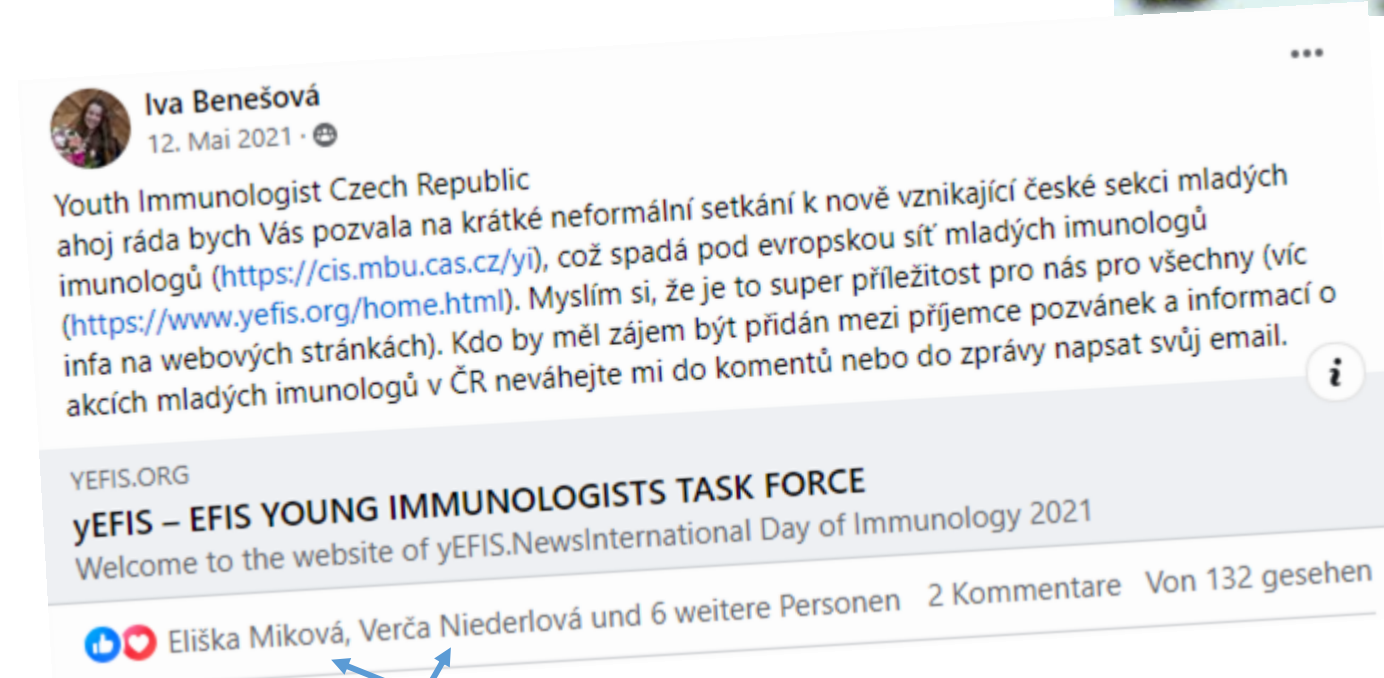 Iva Benešová
12. Mai 2021 ·
Youth Immunologist Czech Republic
ahoj ráda bych Vás pozvala na krátké neformální setkání k nově vznikající české sekci mladých
imunologů (https://cis.mbu.cas.cz/yi), což spadá pod evropskou síť mladých imunologů
(https://www.yefis.org/home.html). Myslím si, že je to super příležitost pro nás pro všechny (víc
infa na webových stránkách). Kdo by měl zájem být přidán mezi příjemce pozvánek a informací o
akcích mladých imunologů v ČR neváhejte mi do komentů nebo do zprávy napsat svůj email.
YEFIS.ORG
yEFIS – EFIS YOUNG IMMUNOLOGISTS TASK FORCE
Welcome to the website of yEFIS.NewsInternational Day of Immunology 2021
Eliška Miková, Verča Niederlová und 6 weitere Personen 2 Kommentare Von 132 gesehen